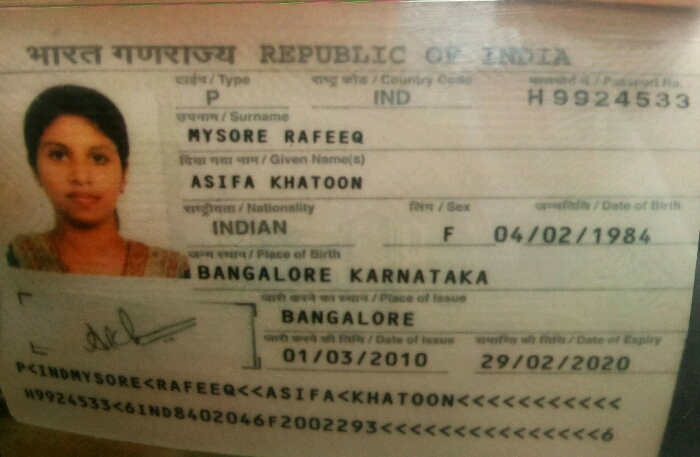 भारत गणराज्य REPUBLIC OF INDIA
टाईप / Type राष्ट्र कोड / Country Code पासपोर्ट नं. / Passport No.
P IND H 9924533
उपनाम / Surname
MYSORE RAFEEQ
दिया गया नाम / Given Name(s)
ASIFA KHATOON
राष्ट्रीयता / Nationality लिंग / Sex जन्मतिथि / Date of Birth
INDIAN F 04/02/1984
जन्म स्थान / Place of Birth
BANGALORE KARNATAKA
जारी करने का स्थान / Place of Issue
BANGALORE
जारी करने की तिथि / Date of Issue समाप्ति की तिथि / Date of Expiry
01/03/2010 29/02/2020
P<INDMYSORE<RAFEEQ<<ASIFA<KHATOON<<<<<<<<<<<
H9924533<6IND8402046F2002293<<<<<<<<<<<<<<<6